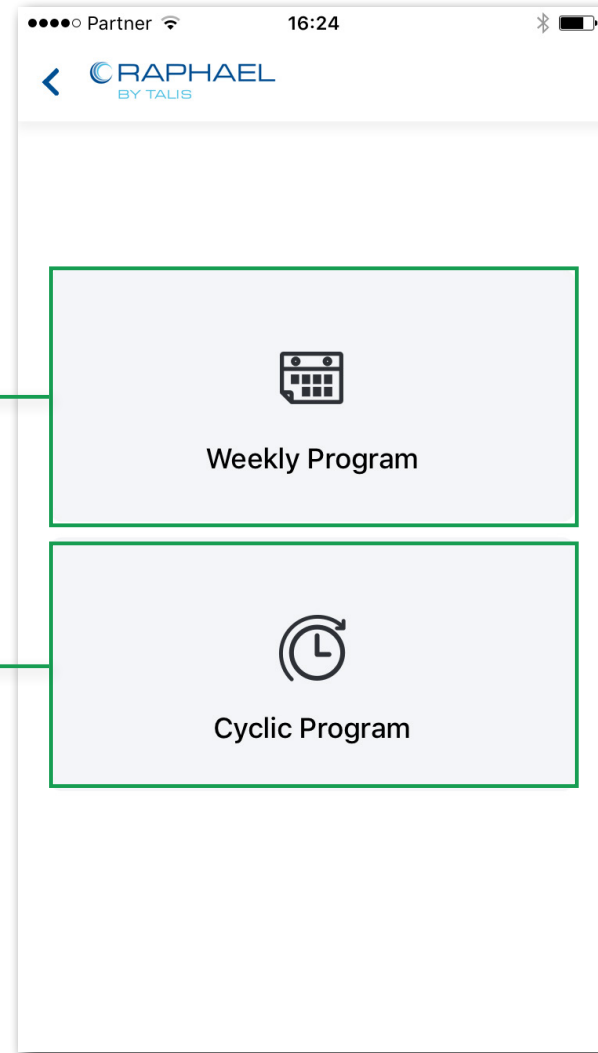 Partner 16:24
RAPHAEL
BY TALIS
Weekly Program
Cyclic Program